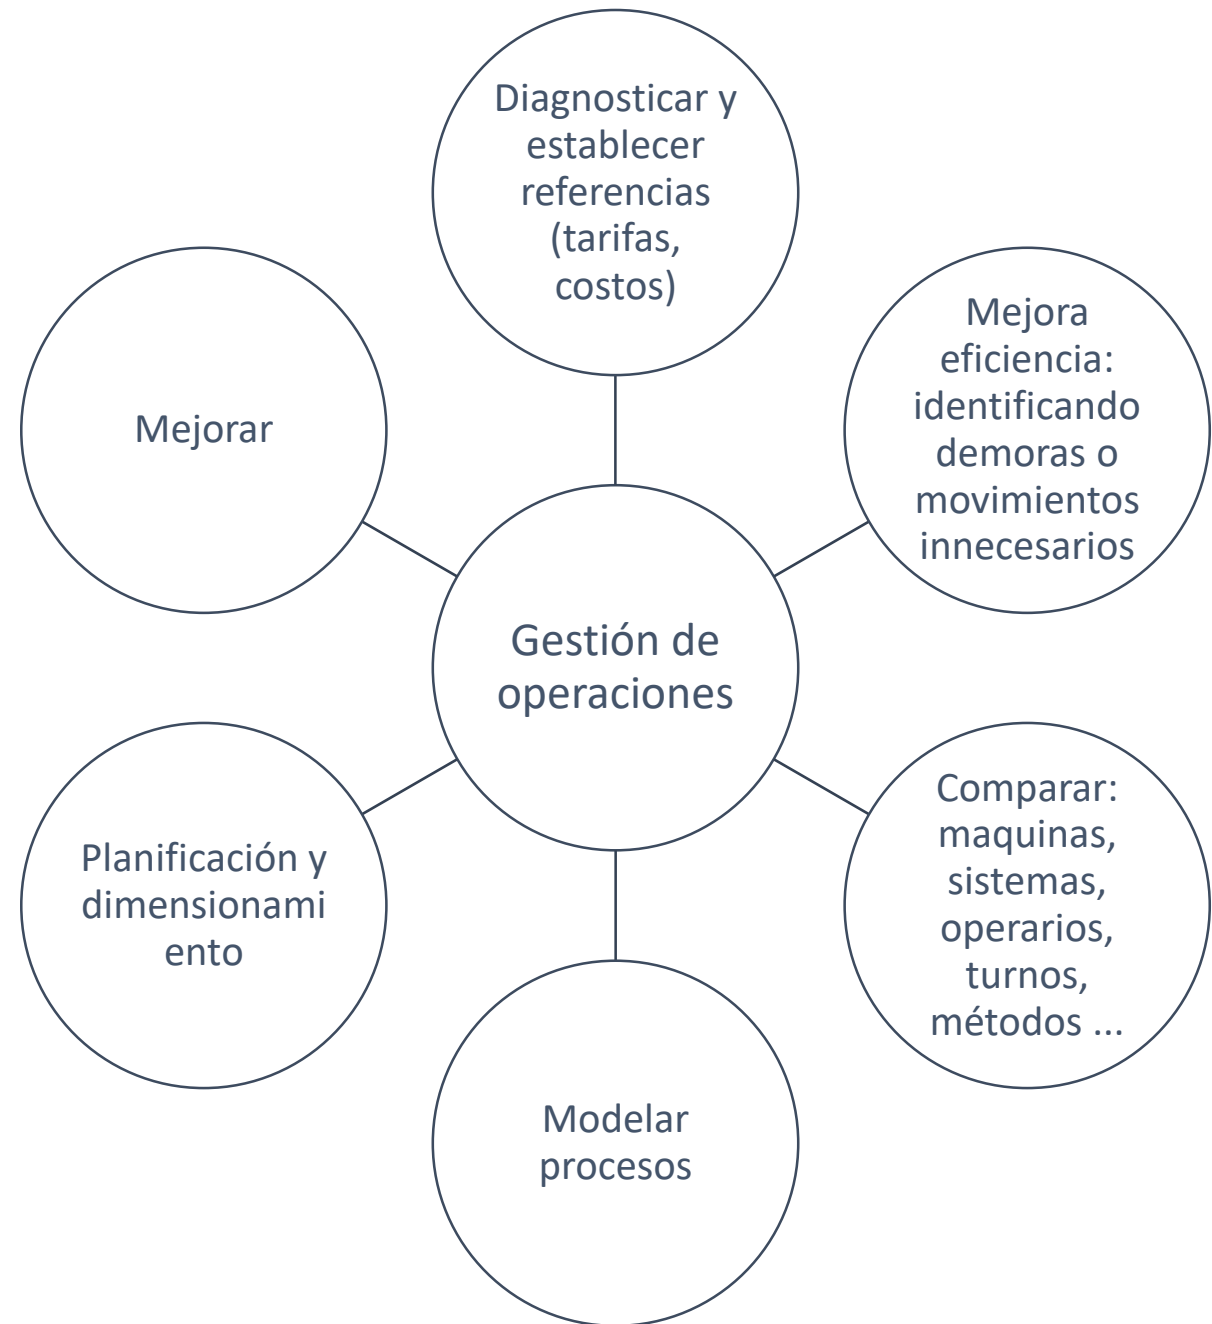 Diagnosticar y
establecer
referencias
(tarifas,
costos)
Mejora
eficiencia:
identificando
demoras o
movimientos
innecesarios
Mejorar
Gestión de
operaciones
Comparar:
maquinas,
sistemas,
operarios,
turnos,
métodos ...
Planificación y
dimensionami
ento
Modelar
procesos